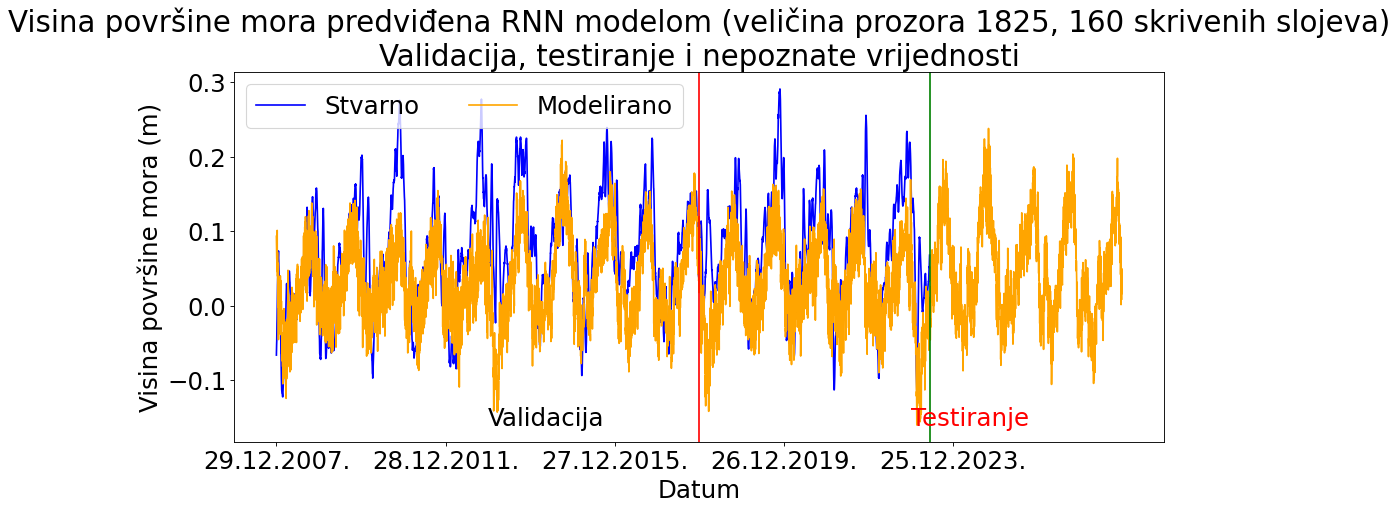 Visina površine mora predviđena RNN modelom (veličina prozora 1825, 160 skrivenih slojeva)
Validacija, testiranje i nepoznate vrijednosti
Stvarno
Modelirano
Visina površine mora (m)
0.3
0.2
0.1
0.0
−0.1
Validacija
Testiranje
29.12.2007.
28.12.2011.
27.12.2015.
26.12.2019.
25.12.2023.
Datum